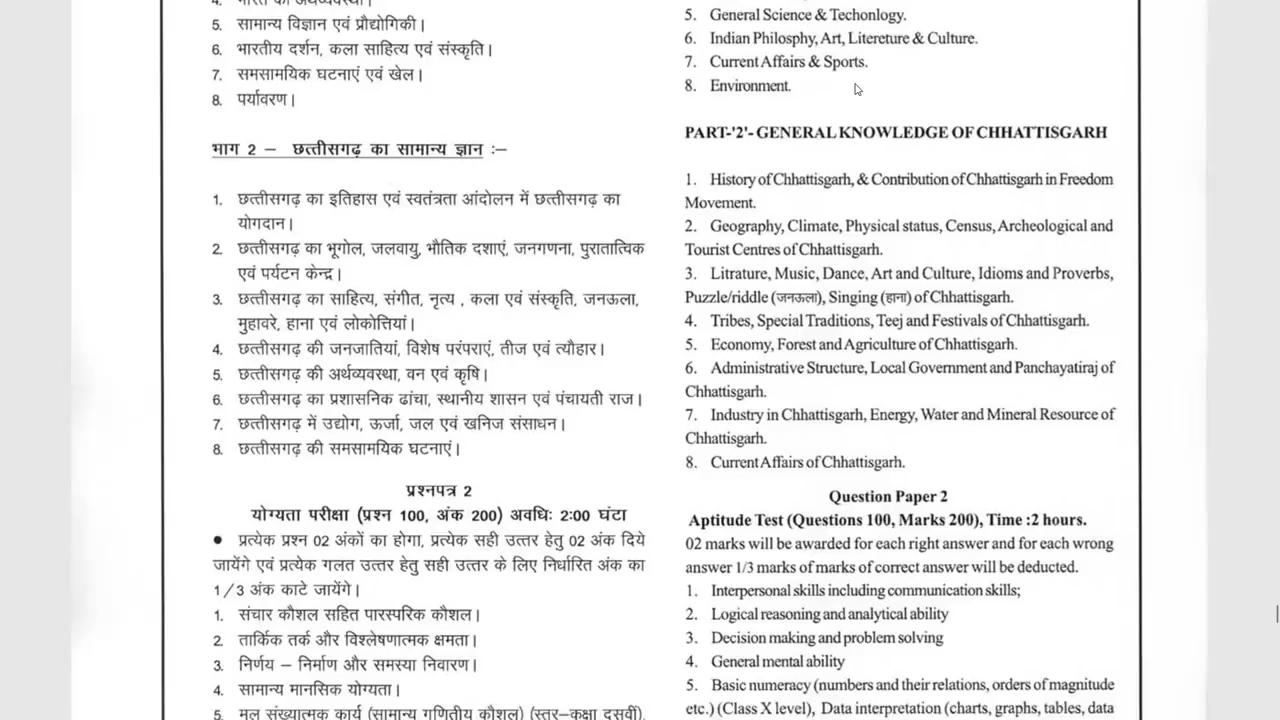 4. भारत की अर्थव्यवस्था।
5. सामान्य विज्ञान एवं प्रौद्योगिकी।
6. भारतीय दर्शन, कला साहित्य एवं संस्कृति।
7. समसामयिक घटनाएं एवं खेल।
8. पर्यावरण।
भाग 2 – छत्तीसगढ़ का सामान्य ज्ञान :–
1. छत्तीसगढ़ का इतिहास एवं स्वतंत्रता आंदोलन में छत्तीसगढ़ का
योगदान।
2. छत्तीसगढ़ का भूगोल, जलवायु, भौतिक दशाएं, जनगणना, पुरातात्विक
एवं पर्यटन केन्द्र।
3. छत्तीसगढ़ का साहित्य, संगीत, नृत्य , कला एवं संस्कृति, जनऊला,
मुहावरे, हाना एवं लोकोत्तियां।
4. छत्तीसगढ़ की जनजातियां, विशेष परंपराएं, तीज एवं त्यौहार।
5. छत्तीसगढ़ की अर्थव्यवस्था, वन एवं कृषि।
6. छत्तीसगढ़ का प्रशासनिक ढांचा, स्थानीय शासन एवं पंचायती राज।
7. छत्तीसगढ़ में उद्योग, ऊर्जा, जल एवं खनिज संसाधन।
8. छत्तीसगढ़ की समसामयिक घटनाएं।
प्रश्नपत्र 2
योग्यता परीक्षा (प्रश्न 100, अंक 200) अवधिः 2:00 घंटा
● प्रत्येक प्रश्न 02 अंकों का होगा, प्रत्येक सही उत्तर हेतु 02 अंक दिये
जायेंगे एवं प्रत्येक गलत उत्तर हेतु सही उत्तर के लिए निर्धारित अंक का
1/3 अंक काटे जायेंगे।
1. संचार कौशल सहित पारस्परिक कौशल।
2. तार्किक तर्क और विश्लेषणात्मक क्षमता।
3. निर्णय – निर्माण और समस्या निवारण।
4. सामान्य मानसिक योग्यता।
5. मूल संख्यात्मक कार्य (सामान्य गणितीय कौशल) (स्तर–कक्षा दसवीं),
5. General Science & Techonlogy.
6. Indian Philosphy, Art, Litereture & Culture.
7. Current Affairs & Sports.
8. Environment.
PART-'2'- GENERAL KNOWLEDGE OF CHHATTISGARH
1. History of Chhattisgarh, & Contribution of Chhattisgarh in Freedom
Movement.
2. Geography, Climate, Physical status, Census, Archeological and
Tourist Centres of Chhattisgarh.
3. Litrature, Music, Dance, Art and Culture, Idioms and Proverbs,
Puzzle/riddle (जनऊला), Singing (हाना) of Chhattisgarh.
4. Tribes, Special Traditions, Teej and Festivals of Chhattisgarh.
5. Economy, Forest and Agriculture of Chhattisgarh.
6. Administrative Structure, Local Government and Panchayatiraj of
Chhattisgarh.
7. Industry in Chhattisgarh, Energy, Water and Mineral Resource of
Chhattisgarh.
8. Current Affairs of Chhattisgarh.
Question Paper 2
Aptitude Test (Questions 100, Marks 200), Time :2 hours.
02 marks will be awarded for each right answer and for each wrong
answer 1/3 marks of marks of correct answer will be deducted.
1. Interpersonal skills including communication skills;
2. Logical reasoning and analytical ability
3. Decision making and problem solving
4. General mental ability
5. Basic numeracy (numbers and their relations, orders of magnitude
etc.) (Class X level), Data interpretation (charts, graphs, tables, data